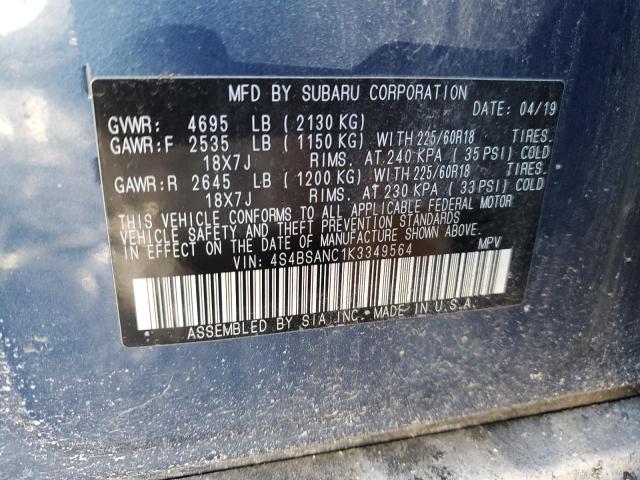 MFD BY SUBARU CORPORATION
DATE: 04/19
GVWR: 4695 LB ( 2130 KG)
GAWR:F 2535 LB ( 1150 KG) WITH 225/60R18 TIRES.
18X7J RIMS. AT 240 KPA ( 35 PSI) COLD
GAWR:R 2645 LB ( 1200 KG) WITH 225/60R18 TIRES.
18X7J RIMS. AT 230 KPA ( 33 PSI) COLD
THIS VEHICLE CONFORMS TO ALL APPLICABLE FEDERAL MOTOR
VEHICLE SAFETY AND THEFT PREVENTION STANDARDS
IN EFFECT ON THE DATE OF MANUFACTURE SHOWN ABOVE.
VIN: 4S4BSANC1K3349564 MPV
ASSEMBLED BY SIA INC. MADE IN U.S.A.